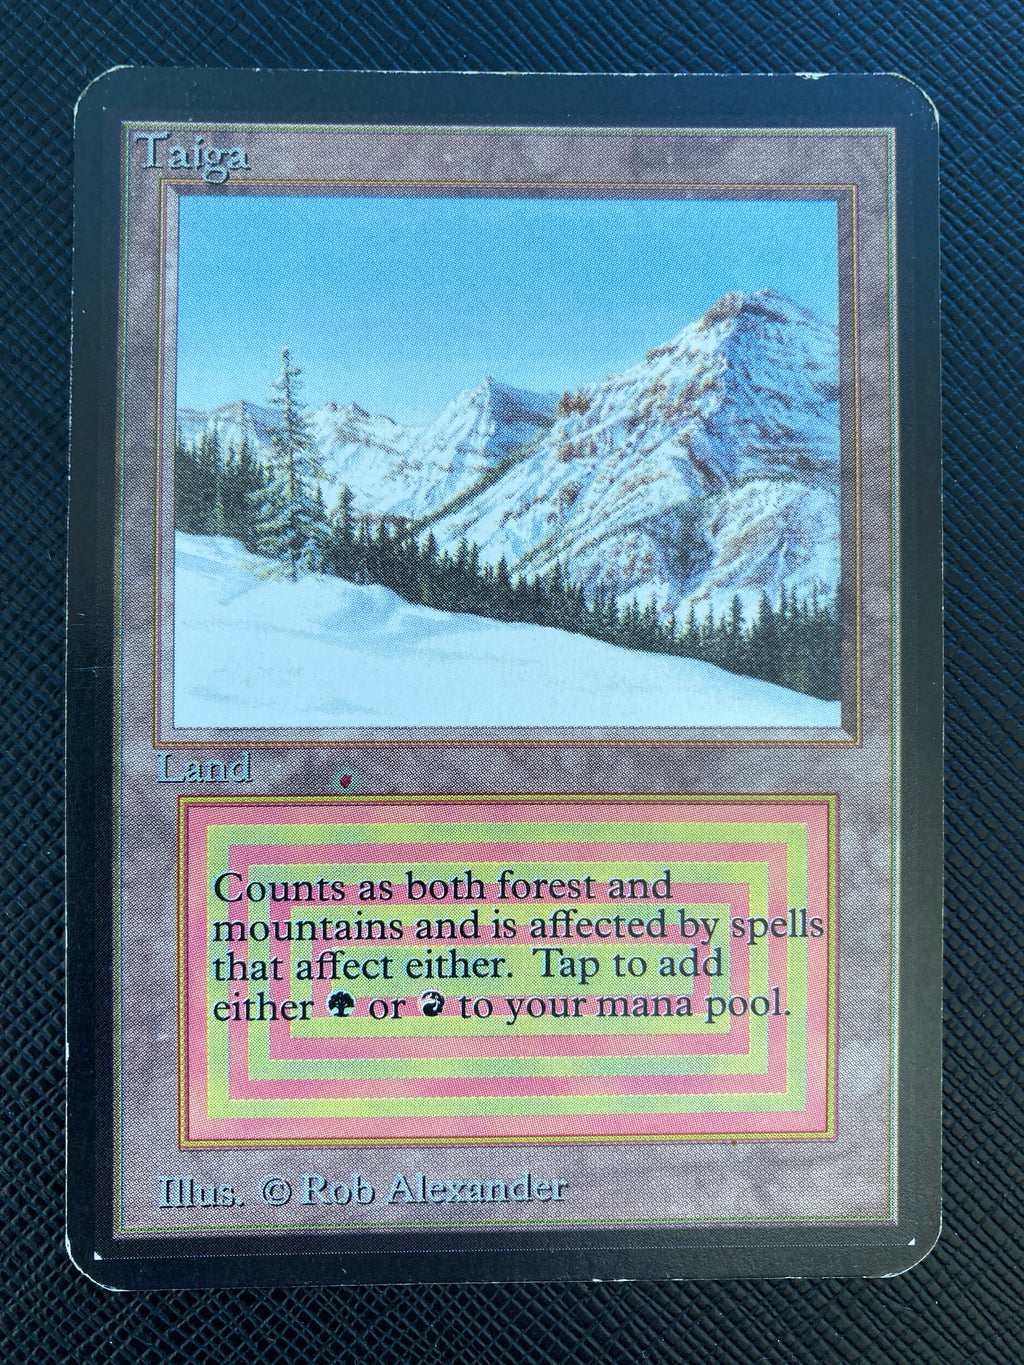 Taiga
Land
Counts as both forest and
mountains and is affected by spells
that affect either. Tap to add
either or to your mana pool.
Illus. © Rob Alexander